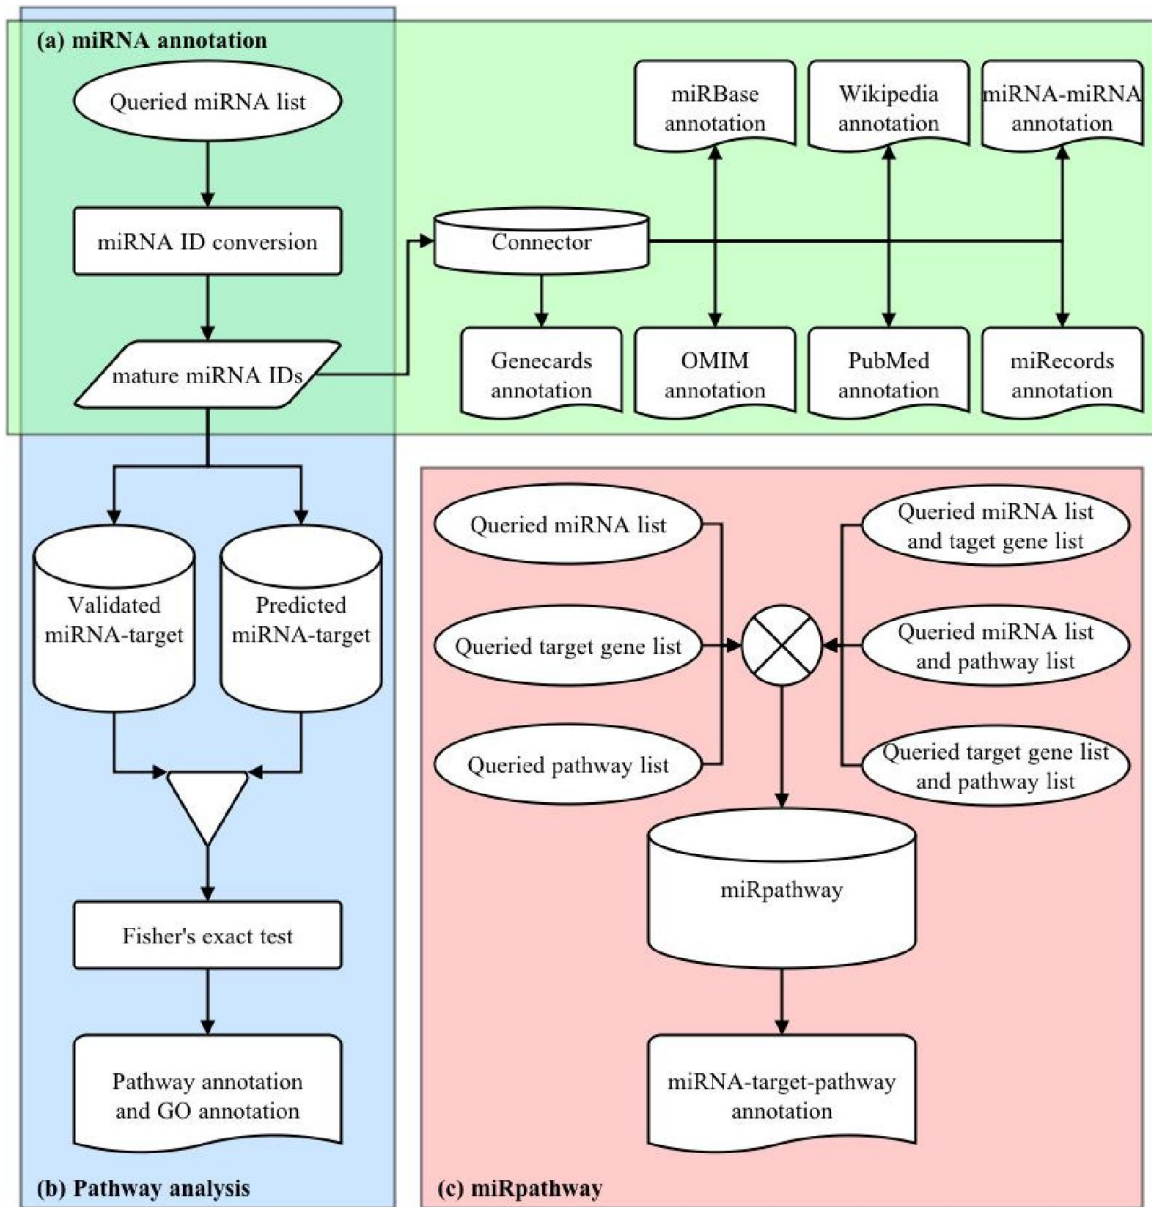 (a) miRNA annotation
Queried miRNA list
miRNA ID conversion
mature miRNA IDs
Connector
miRBase
annotation
Wikipedia
annotation
miRNA-miRNA
annotation
Genecards
annotation
OMIM
annotation
PubMed
annotation
miRecords
annotation
Validated
miRNA-target
Predicted
miRNA-target
Fisher's exact test
Pathway annotation
and GO annotation
(b) Pathway analysis
Queried miRNA list
Queried target gene list
Queried pathway list
Queried miRNA list
and taget gene list
Queried miRNA list
and pathway list
Queried target gene list
and pathway list
miRpathway
miRNA-target-pathway
annotation
(c) miRpathway